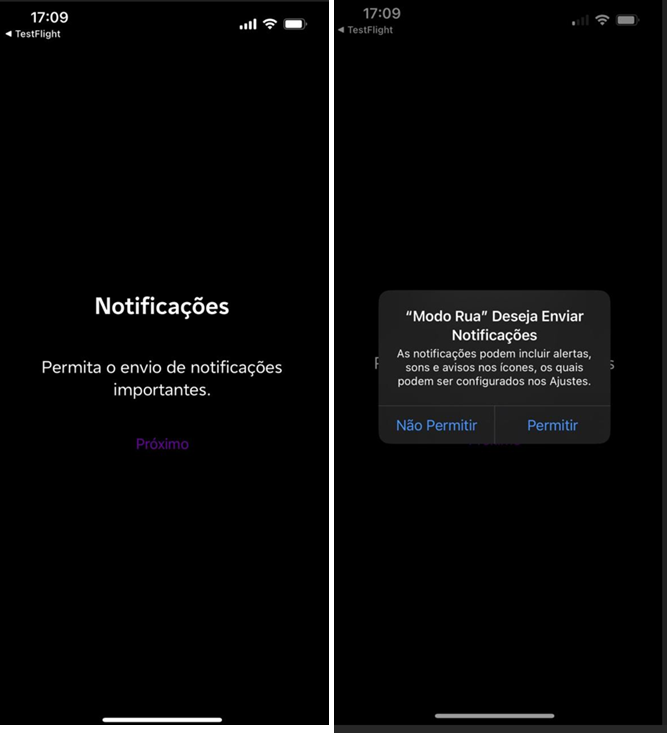 17:09
◀ TestFlight
Notificações
Permita o envio de notificações
importantes.
Próximo
17:09
◀ TestFlight
“Modo Rua” Deseja Enviar
Notificações
As notificações podem incluir alertas,
sons e avisos nos ícones, os quais
podem ser configurados nos Ajustes.
Não Permitir
Permitir